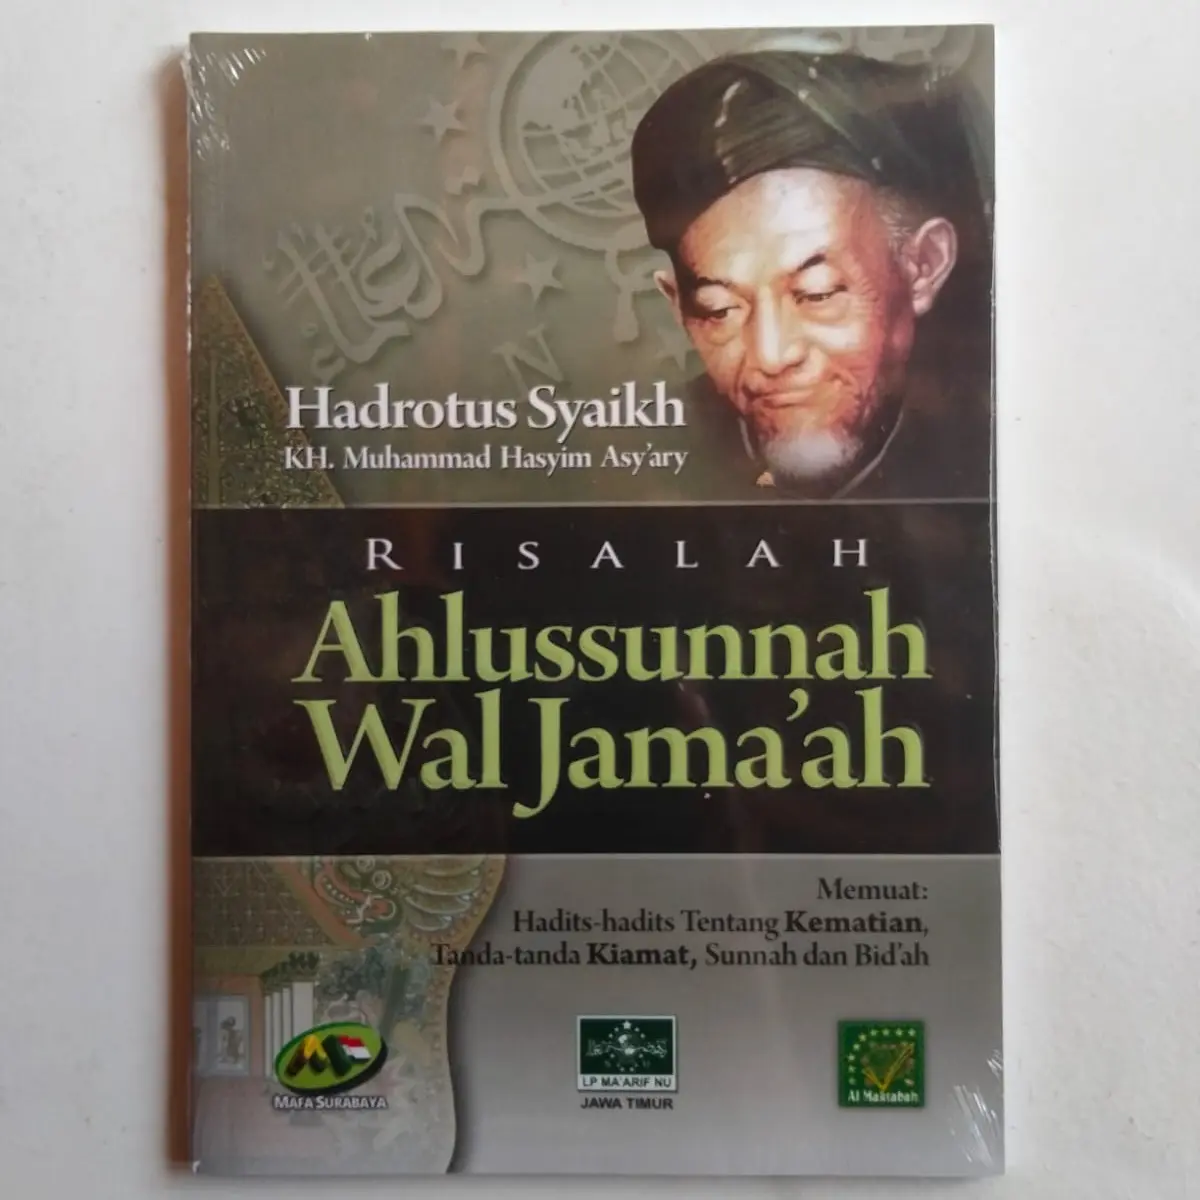 Hadrotus Syaikh
KH. Muhammad Hasyim Asy'ary
RISALAH
Ahlussunnah
Wal Jama'ah
Memuat:
Hadits-hadits Tentang Kematian,
Tanda-tanda Kiamat, Sunnah dan Bid'ah
MAFA SURABAYA
LP MA'ARIF NU
JAWA TIMUR
Al Maktabah
N